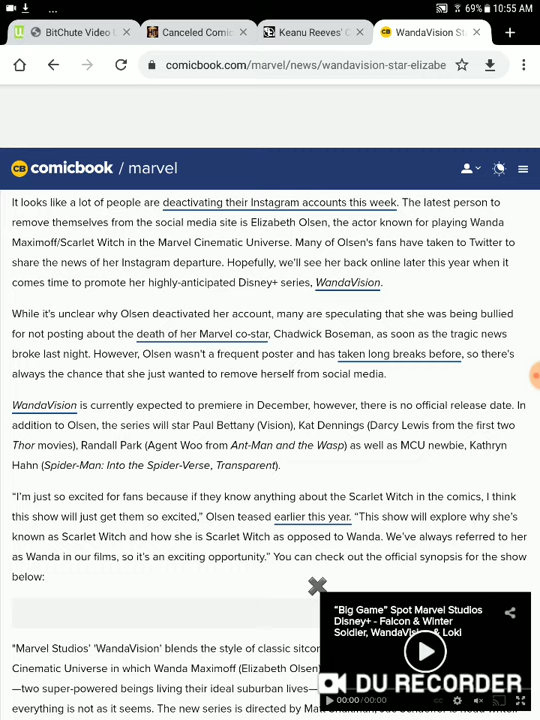 69% 10:55 AM
BitChute Video U
Canceled Comic
Keanu Reeves' C
WandaVision St
comicbook.com/marvel/news/wandavision-star-elizabe
CB comicbook / marvel
It looks like a lot of people are deactivating their Instagram accounts this week. The latest person to
remove themselves from the social media site is Elizabeth Olsen, the actor known for playing Wanda
Maximoff/Scarlet Witch in the Marvel Cinematic Universe. Many of Olsen's fans have taken to Twitter to
share the news of her Instagram departure. Hopefully, we'll see her back online later this year when it
comes time to promote her highly-anticipated Disney+ series, WandaVision.
While it's unclear why Olsen deactivated her account, many are speculating that she was being bullied
for not posting about the death of her Marvel co-star, Chadwick Boseman, as soon as the tragic news
broke last night. However, Olsen wasn't a frequent poster and has taken long breaks before, so there's
always the chance that she just wanted to remove herself from social media.
WandaVision is currently expected to premiere in December, however, there is no official release date. In
addition to Olsen, the series will star Paul Bettany (Vision), Kat Dennings (Darcy Lewis from the first two
Thor movies), Randall Park (Agent Woo from Ant-Man and the Wasp) as well as MCU newbie, Kathryn
Hahn (Spider-Man: Into the Spider-Verse, Transparent).
“I'm just so excited for fans because if they know anything about the Scarlet Witch in the comics, I think
this show will just get them so excited,” Olsen teased earlier this year. “This show will explore why she's
known as Scarlet Witch and how she is Scarlet Witch as opposed to Wanda. We've always referred to her
as Wanda in our films, so it's an exciting opportunity.” You can check out the official synopsis for the show
below:
"Big Game" Spot Marvel Studios
Disney+ - Falcon & Winter
Soldier, WandaVision & Loki
"Marvel Studios' 'WandaVision' blends the style of classic sitco
Cinematic Universe in which Wanda Maximoff (Elizabeth Olsen)
—two super-powered beings living their ideal suburban lives—
DU RECORDER
00:00/00:00
everything is not as it seems. The new series is directed by